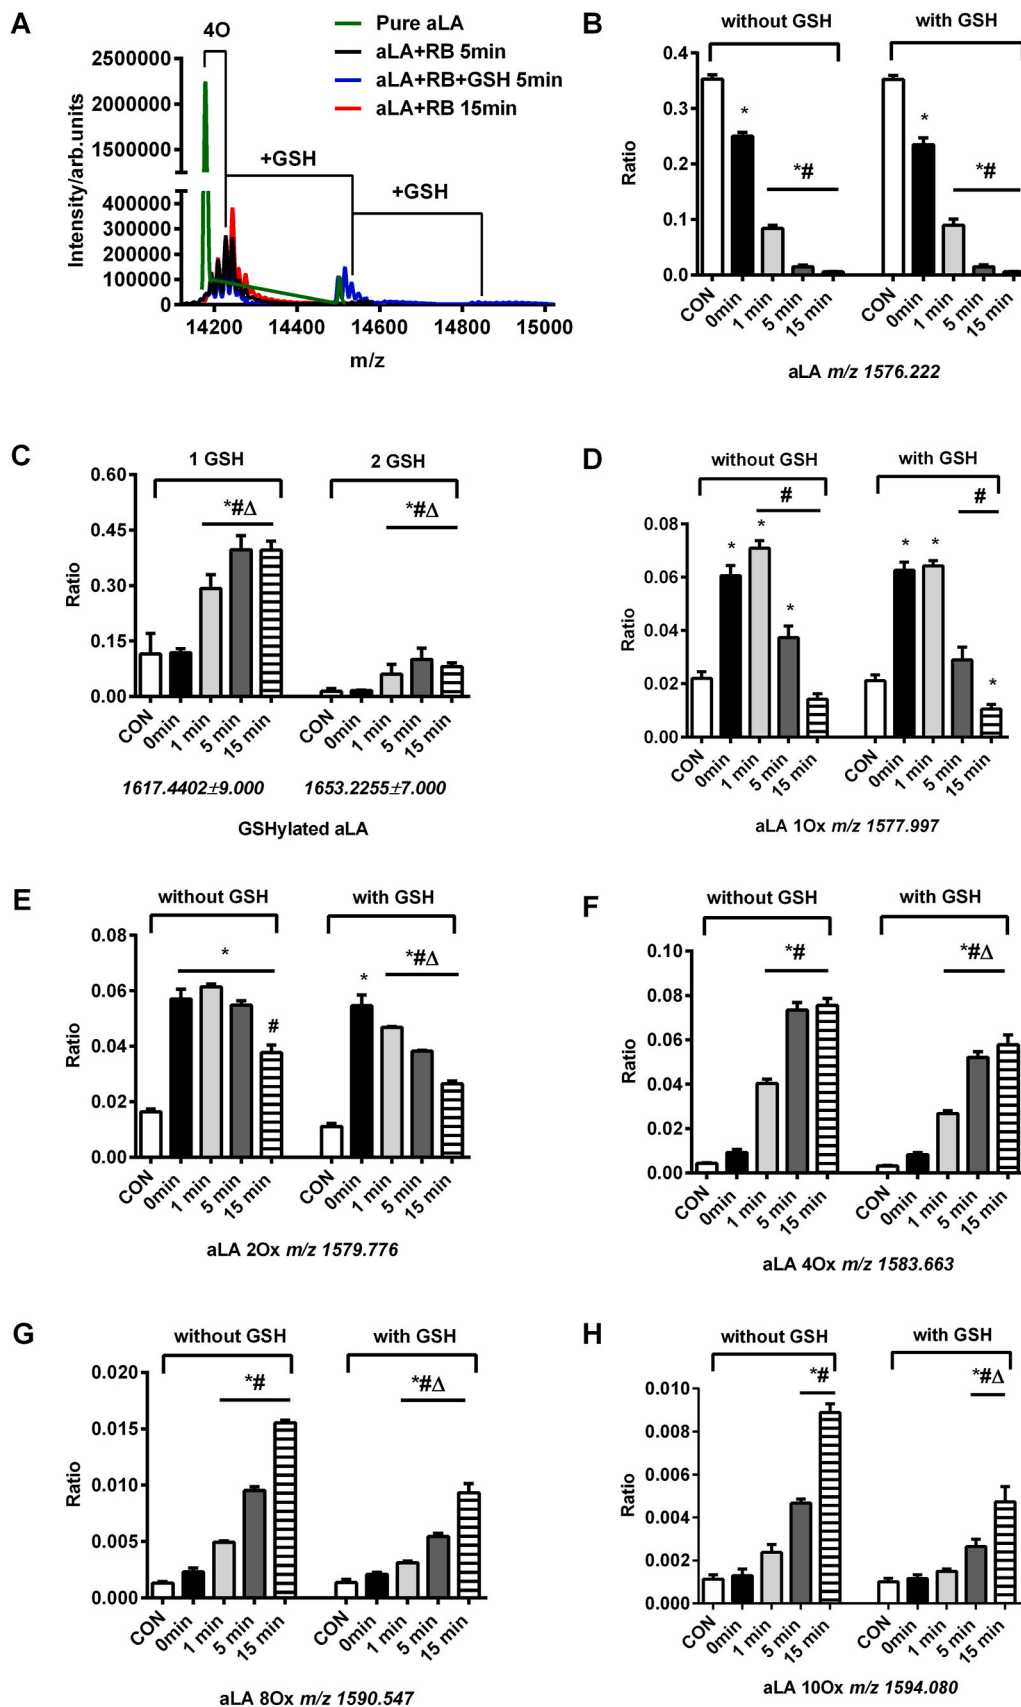 A
4O
Pure aLA
aLA+RB 5min
aLA+RB+GSH 5min
aLA+RB 15min
+GSH
+GSH
Intensity/arb.units
2500000
2000000
1500000
400000
300000
200000
100000
0
14200 14400 14600 14800 15000
m/z
B
without GSH with GSH
Ratio
0.4
0.3
0.2
0.1
0.0
* *# * *#
CON 0min 1 min 5 min 15 min CON 0min 1 min 5 min 15 min
aLA m/z 1576.222
C
1 GSH 2 GSH
Ratio
0.60
0.45
0.30
0.15
0.00
*#Δ *#Δ
CON 0min 1 min 5 min 15 min CON 0min 1 min 5 min 15 min
1617.4402±9.000 1653.2255±7.000
GSHylated aLA
D
without GSH with GSH
Ratio
0.08
0.06
0.04
0.02
0.00
# #
* * * * * *
CON 0min 1 min 5 min 15 min CON 0min 1 min 5 min 15 min
aLA 1Ox m/z 1577.997
E
without GSH with GSH
Ratio
0.08
0.06
0.04
0.02
0.00
* # * *#Δ
CON 0min 1 min 5 min 15 min CON 0min 1 min 5 min 15 min
aLA 2Ox m/z 1579.776
F
without GSH with GSH
Ratio
0.10
0.08
0.06
0.04
0.02
0.00
*# *#Δ
CON 0min 1 min 5 min 15 min CON 0min 1 min 5 min 15 min
aLA 4Ox m/z 1583.663
G
without GSH with GSH
Ratio
0.020
0.015
0.010
0.005
0.000
*# *#Δ
CON 0min 1 min 5 min 15 min CON 0min 1 min 5 min 15 min
aLA 8Ox m/z 1590.547
H
without GSH with GSH
Ratio
0.010
0.008
0.006
0.004
0.002
0.000
*# *#Δ
CON 0min 1 min 5 min 15 min CON 0min 1 min 5 min 15 min
aLA 10Ox m/z 1594.080